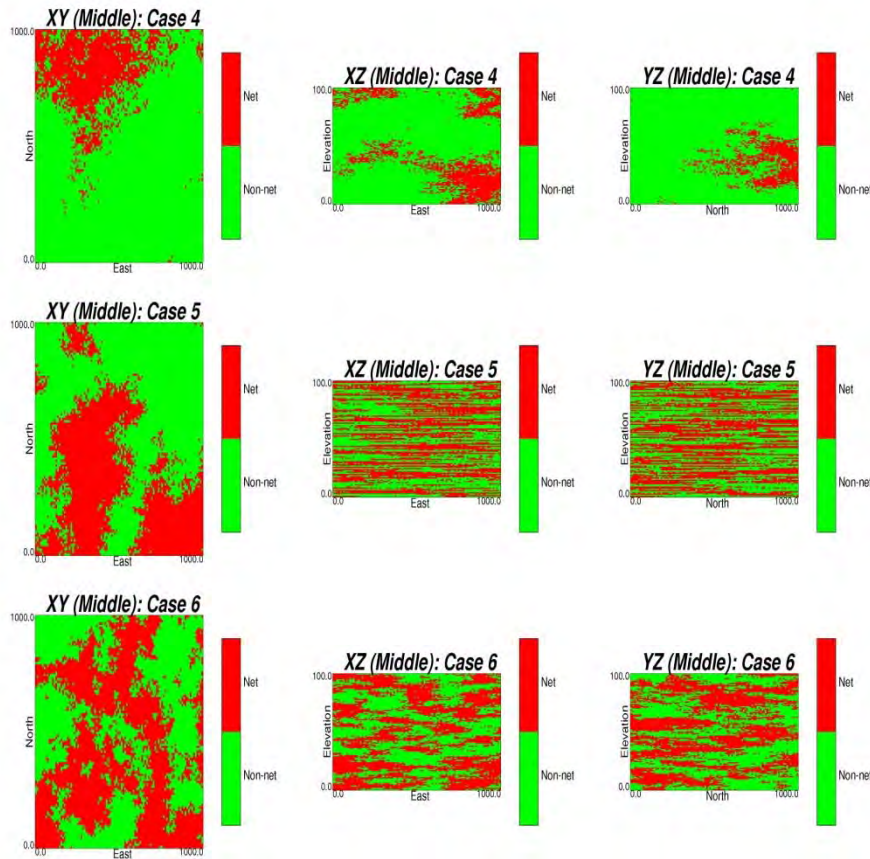 XY (Middle): Case 4
1000.0
North
0.0
0.0
East
1000.0
Net
Non-net
XZ (Middle): Case 4
100.0
Elevation
0.0
0.0
East
1000.0
Net
Non-net
YZ (Middle): Case 4
100.0
Elevation
0.0
0.0
North
1000.0
Net
Non-net
XY (Middle): Case 5
1000.0
North
0.0
0.0
East
1000.0
Net
Non-net
XZ (Middle): Case 5
100.0
Elevation
0.0
0.0
East
1000.0
Net
Non-net
YZ (Middle): Case 5
100.0
Elevation
0.0
0.0
North
1000.0
Net
Non-net
XY (Middle): Case 6
1000.0
North
0.0
0.0
East
1000.0
Net
Non-net
XZ (Middle): Case 6
100.0
Elevation
0.0
0.0
East
1000.0
Net
Non-net
YZ (Middle): Case 6
100.0
Elevation
0.0
0.0
North
1000.0
Net
Non-net